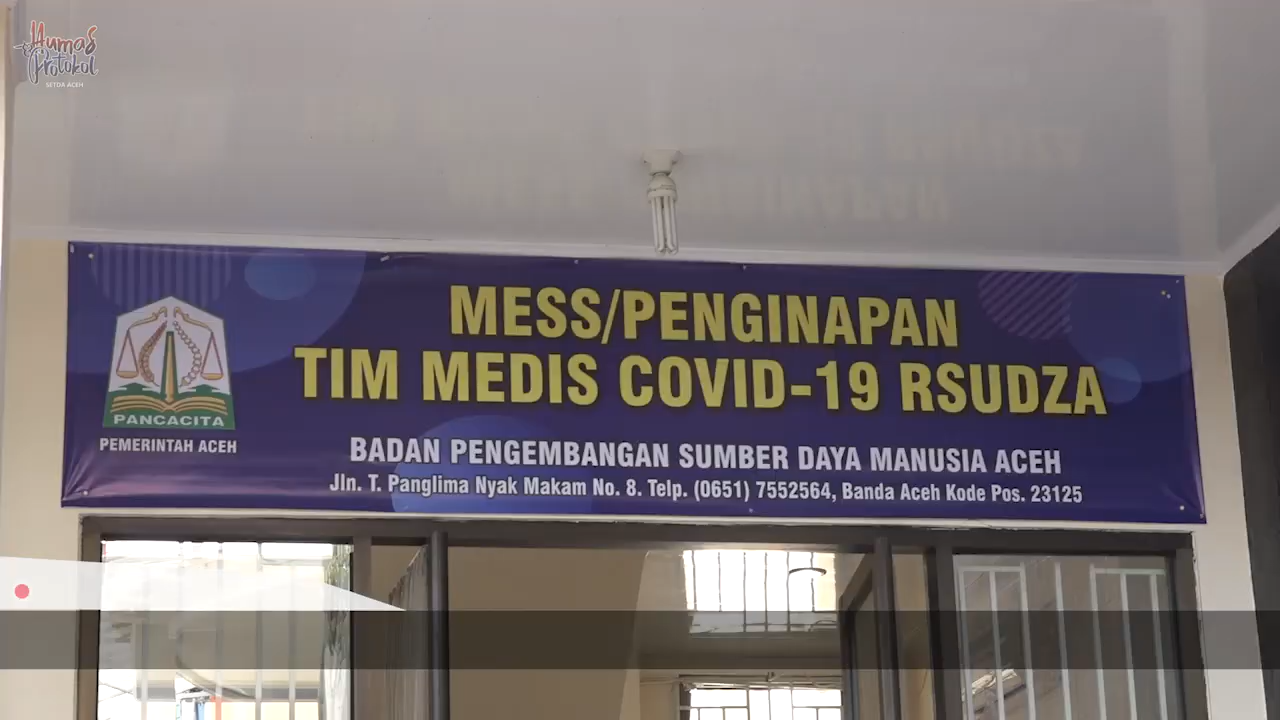 Humas
Protokol
SETDA ACEH
MESS/PENGINAPAN
TIM MEDIS COVID-19 RSUDZA
PANCACITA
PEMERINTAH ACEH
BADAN PENGEMBANGAN SUMBER DAYA MANUSIA ACEH
Jln. T. Panglima Nyak Makam No. 8. Telp. (0651) 7552564, Banda Aceh Kode Pos. 23125